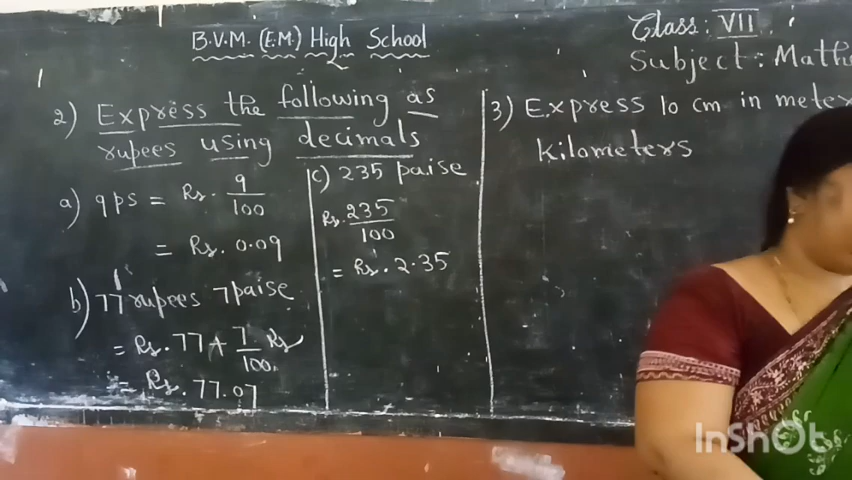 B.V.M. (E.M.) High School
Class: VII
Subject: Maths
2) Express the following as
rupees using decimals
a) 9 ps = Rs. 9/100
= Rs. 0.09
b) 77 rupees 7 paise
= Rs. 77 + 7/100 Rs
= Rs. 77.07
c) 235 paise
Rs. 235/100
= Rs. 2.35
3) Express 10 cm in meter
Kilometers
InShOt